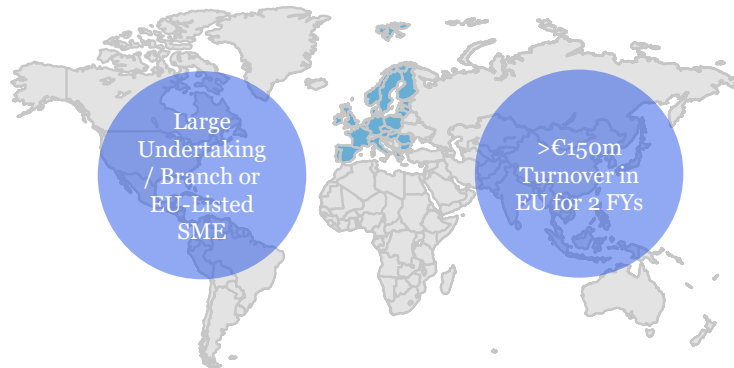 Large
Undertaking
/ Branch or
EU-Listed
SME
>€150m
Turnover in
EU for 2 FYs